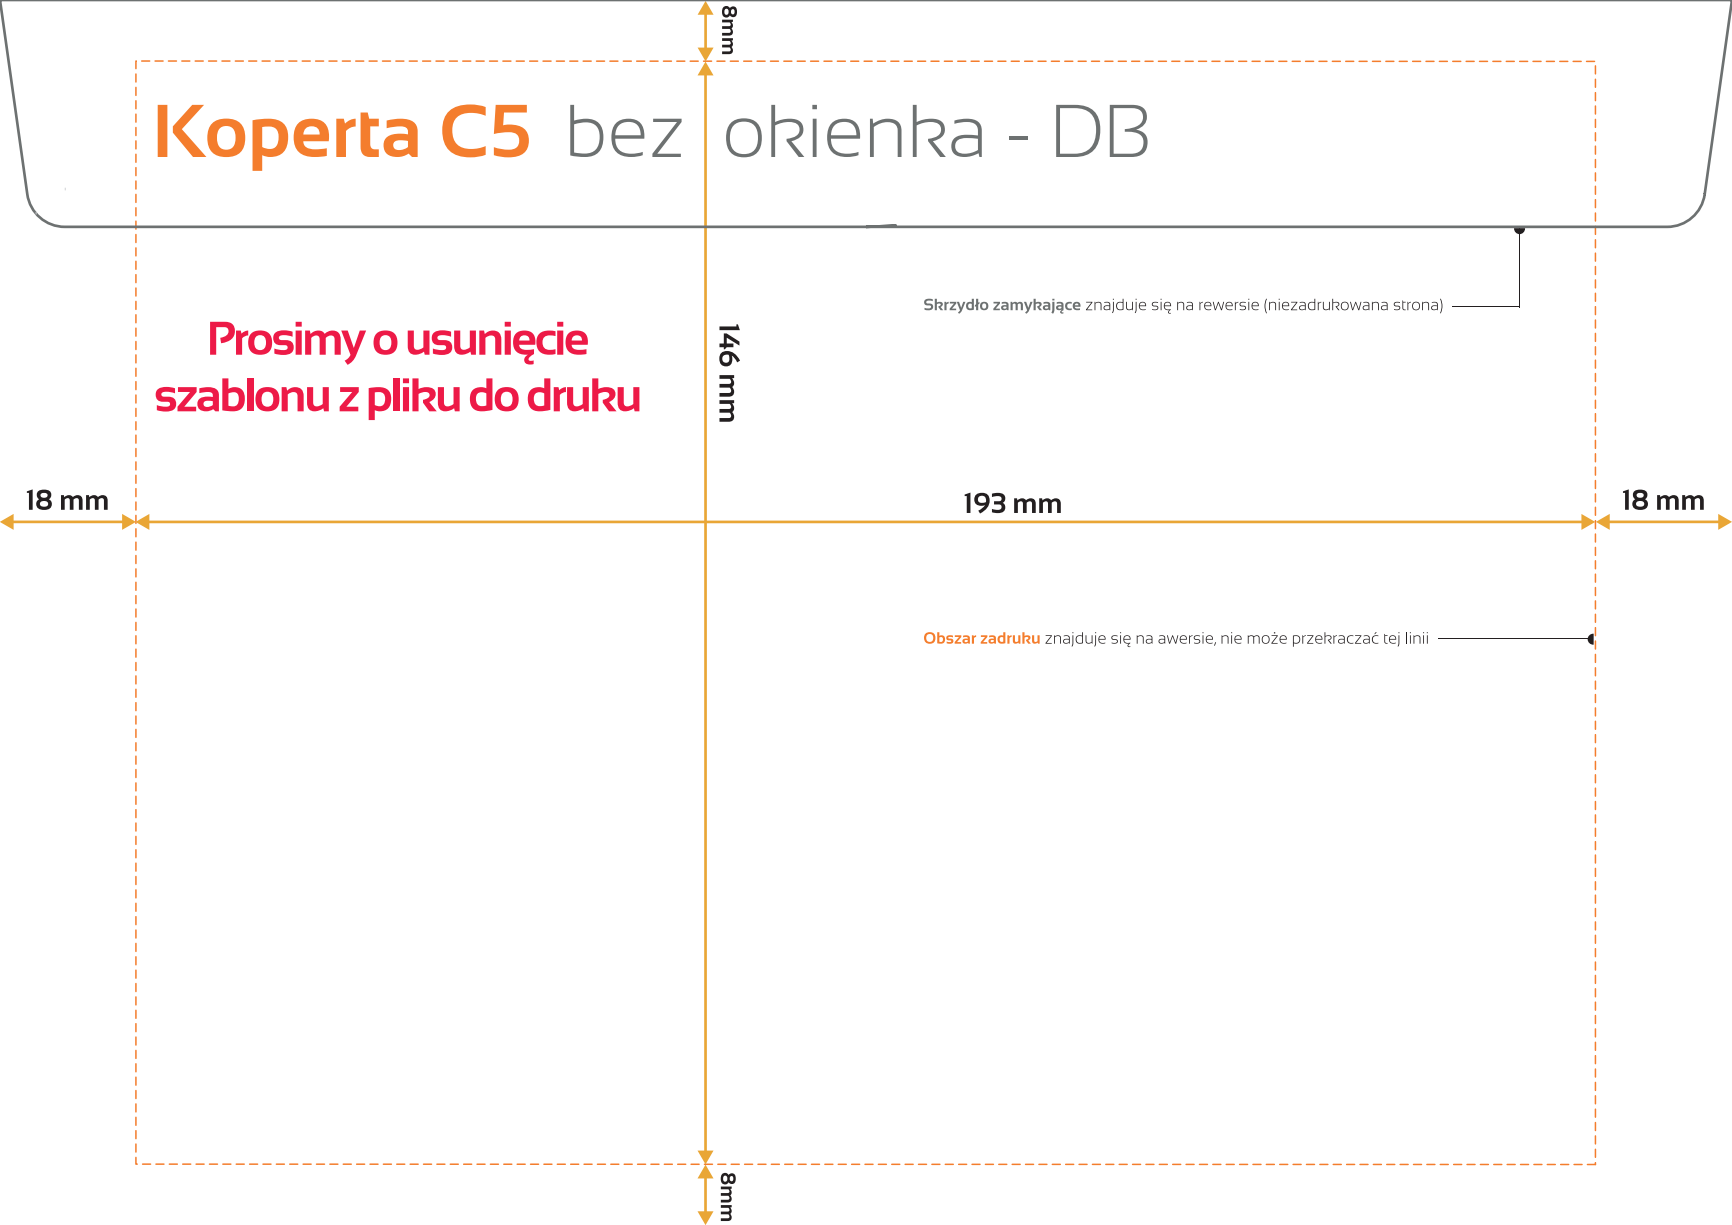 8mm
Koperta C5 bez okienka - DB
Skrzydło zamykające znajduje się na rewersie (niezadrukowana strona)
Prosimy o usunięcie
szablonu z pliku do druku
146 mm
18 mm
193 mm
18 mm
Obszar zadruku znajduje się na awersie, nie może przekraczać tej linii
8mm